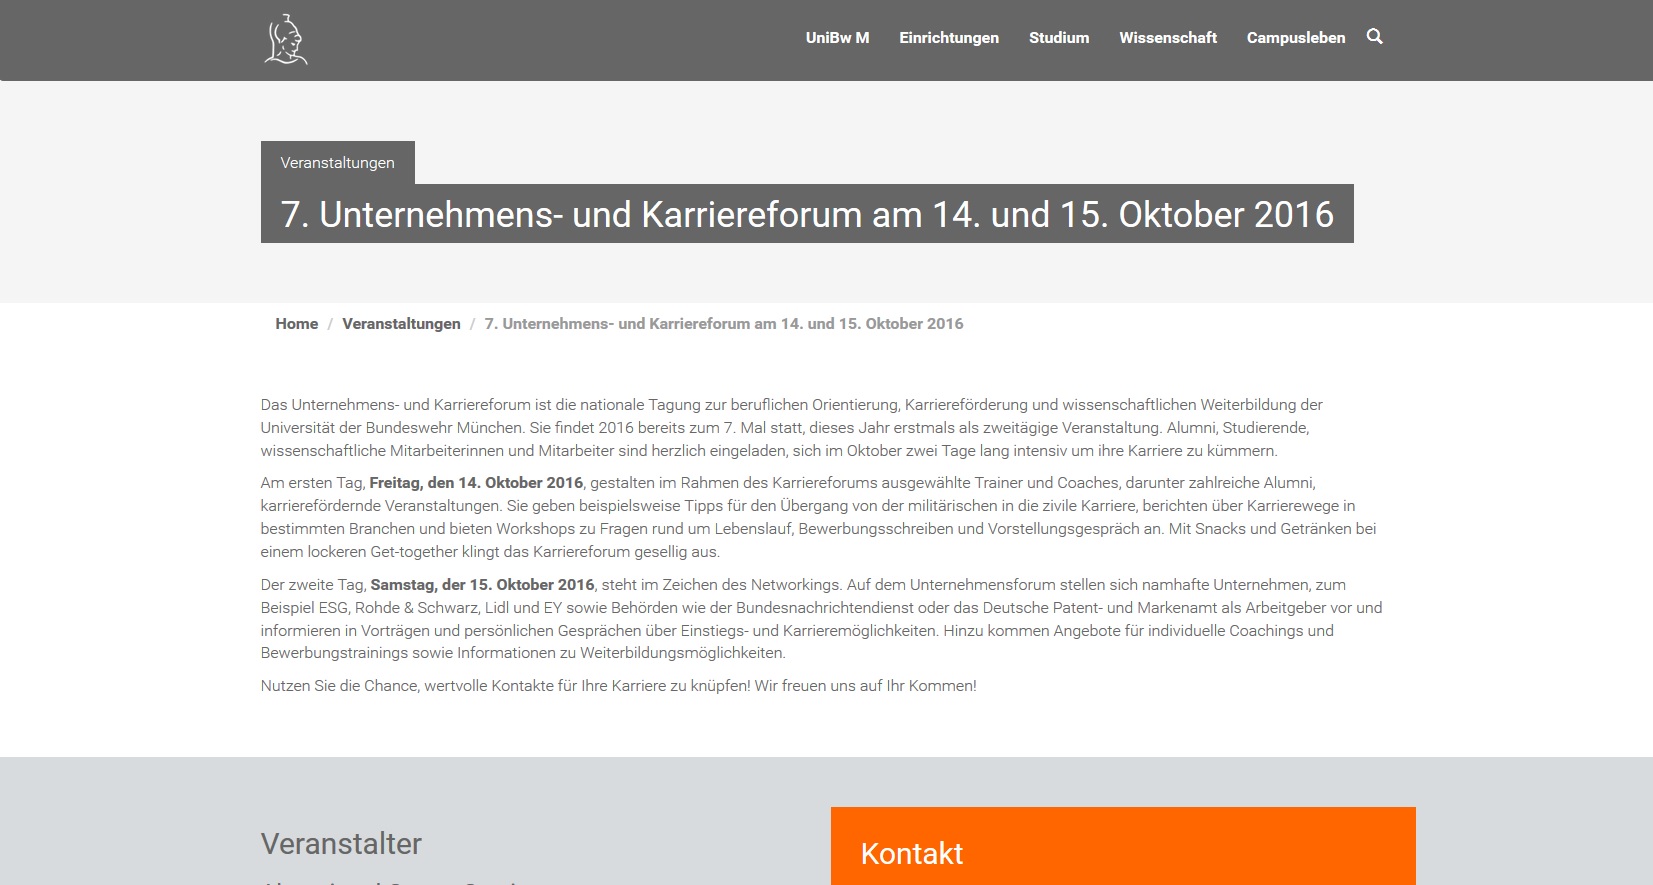 UniBw M Einrichtungen Studium Wissenschaft Campusleben
Veranstaltungen
7. Unternehmens- und Karriereforum am 14. und 15. Oktober 2016
Home / Veranstaltungen / 7. Unternehmens- und Karriereforum am 14. und 15. Oktober 2016
Das Unternehmens- und Karriereforum ist die nationale Tagung zur beruflichen Orientierung, Karriereförderung und wissenschaftlichen Weiterbildung der
Universität der Bundeswehr München. Sie findet 2016 bereits zum 7. Mal statt, dieses Jahr erstmals als zweitägige Veranstaltung. Alumni, Studierende,
wissenschaftliche Mitarbeiterinnen und Mitarbeiter sind herzlich eingeladen, sich im Oktober zwei Tage lang intensiv um ihre Karriere zu kümmern.
Am ersten Tag, Freitag, den 14. Oktober 2016, gestalten im Rahmen des Karriereforums ausgewählte Trainer und Coaches, darunter zahlreiche Alumni,
karrierefördernde Veranstaltungen. Sie geben beispielsweise Tipps für den Übergang von der militärischen in die zivile Karriere, berichten über Karrierewege in
bestimmten Branchen und bieten Workshops zu Fragen rund um Lebenslauf, Bewerbungsschreiben und Vorstellungsgespräch an. Mit Snacks und Getränken bei
einem lockeren Get-together klingt das Karriereforum gesellig aus.
Der zweite Tag, Samstag, der 15. Oktober 2016, steht im Zeichen des Networkings. Auf dem Unternehmensforum stellen sich namhafte Unternehmen, zum
Beispiel ESG, Rohde & Schwarz, Lidl und EY sowie Behörden wie der Bundesnachrichtendienst oder das Deutsche Patent- und Markenamt als Arbeitgeber vor und
informieren in Vorträgen und persönlichen Gesprächen über Einstiegs- und Karrieremöglichkeiten. Hinzu kommen Angebote für individuelle Coachings und
Bewerbungstrainings sowie Informationen zu Weiterbildungsmöglichkeiten.
Nutzen Sie die Chance, wertvolle Kontakte für Ihre Karriere zu knüpfen! Wir freuen uns auf Ihr Kommen!
Veranstalter
Kontakt